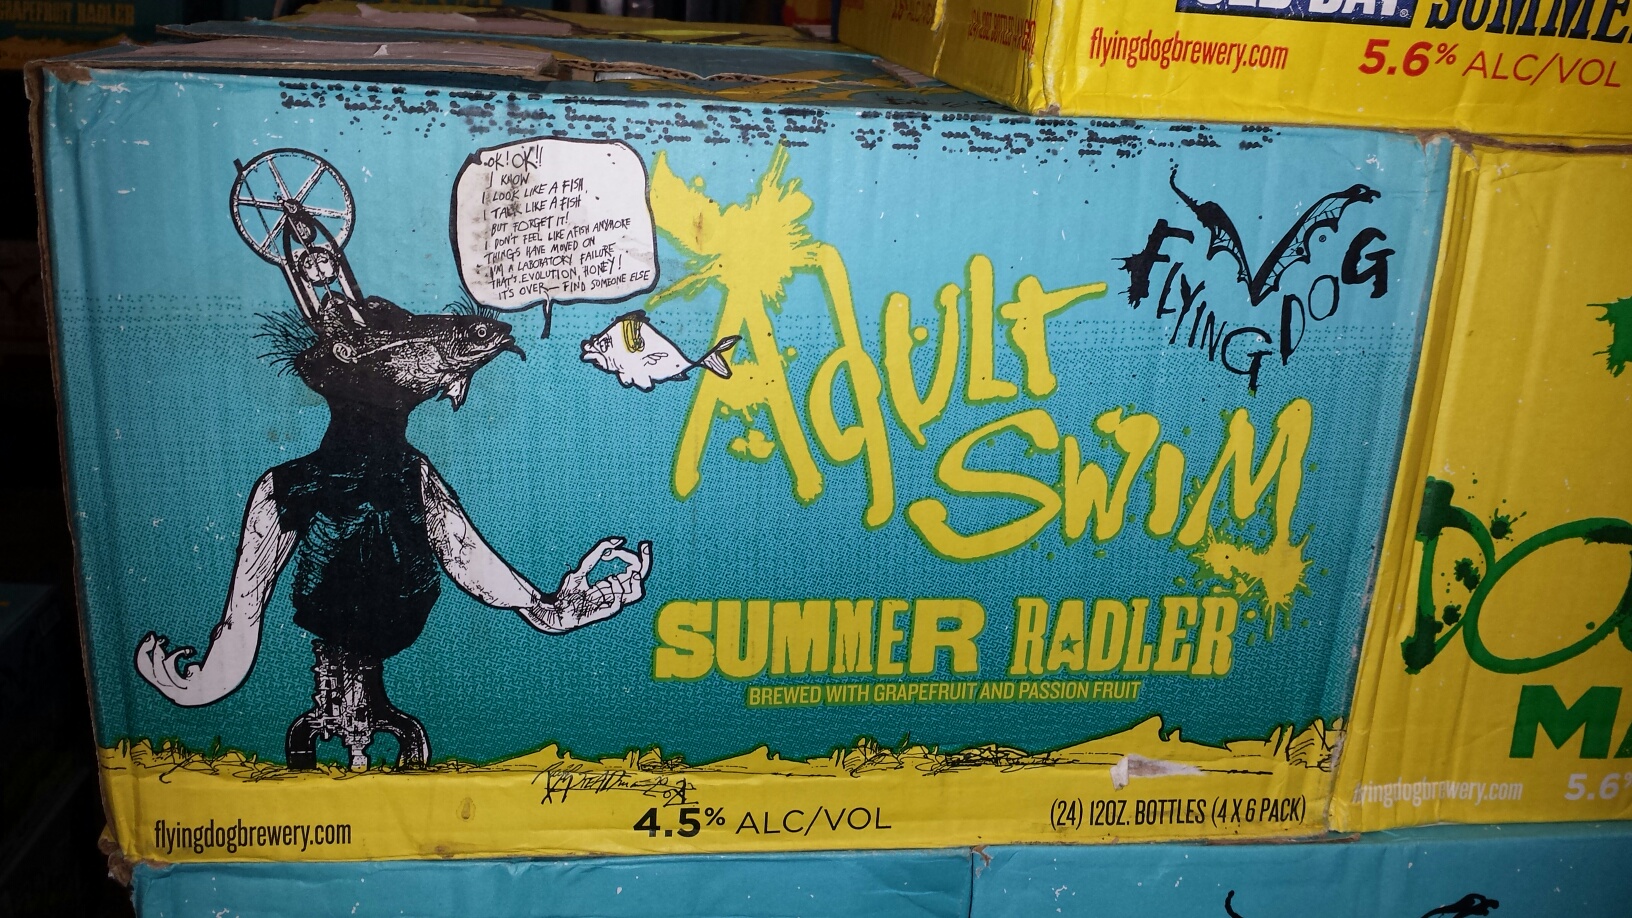 GRAPEFRUIT RADLER
flyingdogbrewery.com
5.6% ALC/VOL
OK! OK!!
I KNOW
I LOOK LIKE A FISH,
I TALK LIKE A FISH
BUT FORGET IT!
I DON'T FEEL LIKE A FISH ANYMORE
THINGS HAVE MOVED ON
I'M A LABORATORY FAILURE
THAT'S EVOLUTION, HONEY!
ITS OVER — FIND SOMEONE ELSE
ADULT
SWIM
FLYING DOG
SUMMER RADLER
BREWED WITH GRAPEFRUIT AND PASSION FRUIT
flyingdogbrewery.com
4.5% ALC/VOL
(24) 12OZ. BOTTLES (4 X 6 PACK)
flyingdogbrewery.com
5.6%